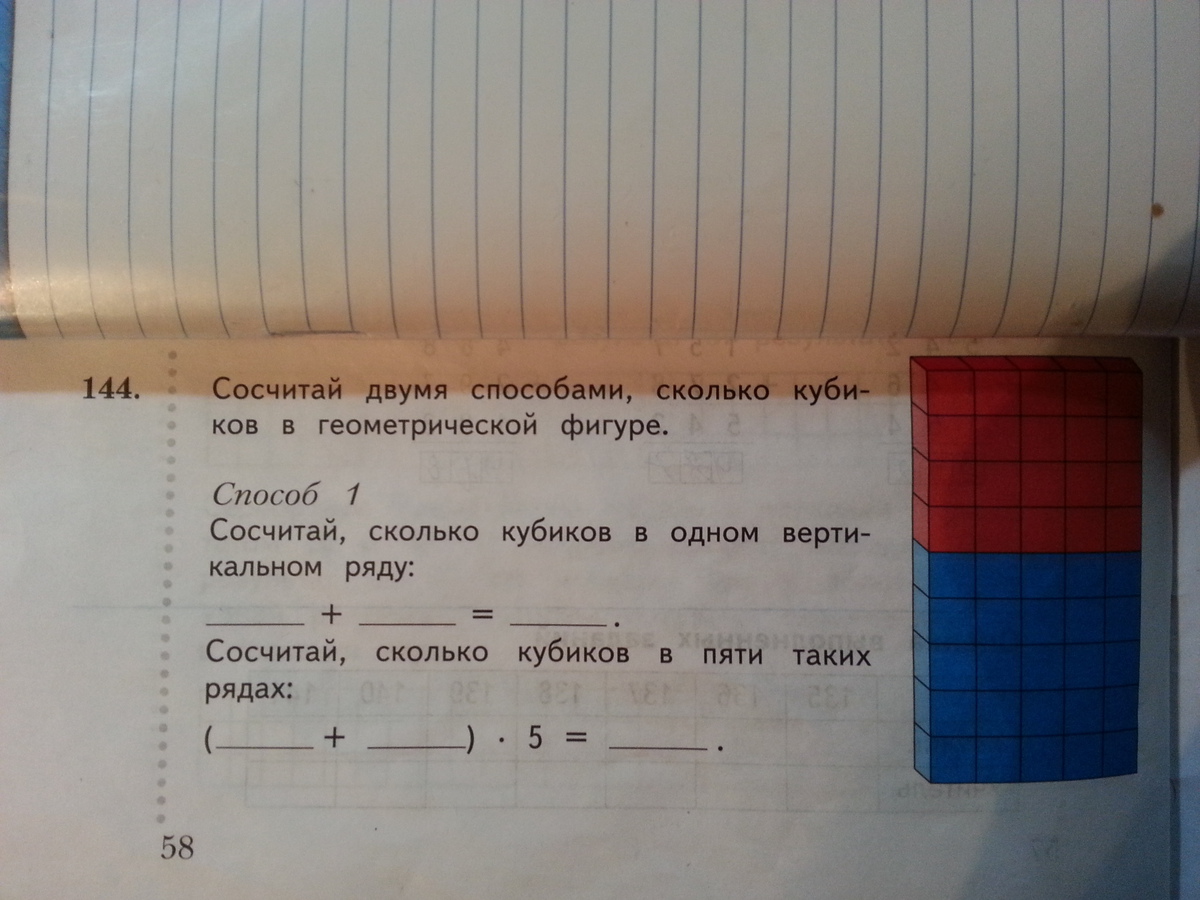 144. Сосчитай двумя способами, сколько куби-
ков в геометрической фигуре.
Способ 1
Сосчитай, сколько кубиков в одном верти-
кальном ряду:
______ + ______ = ______.
Сосчитай, сколько кубиков в пяти таких
рядах:
(______ + ______) · 5 = ______.
58